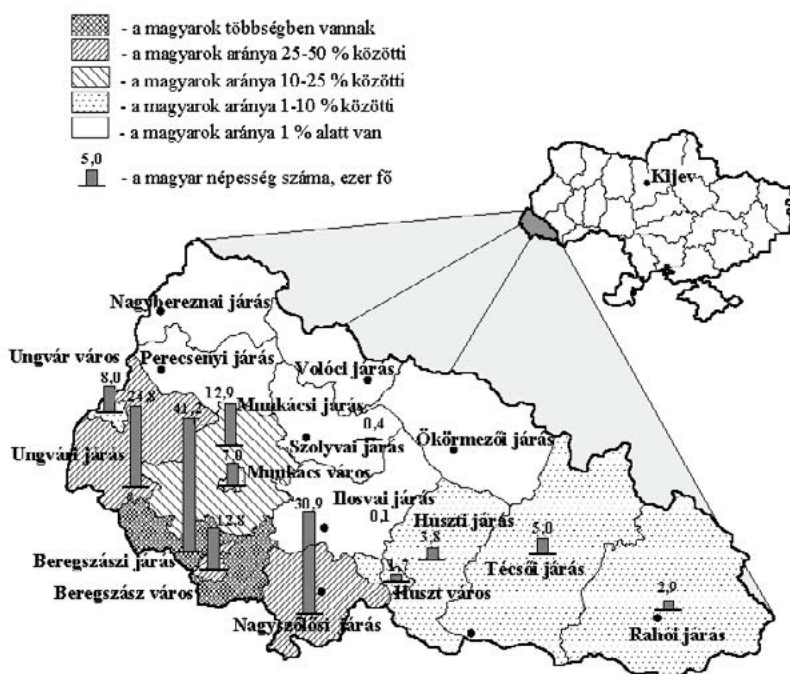 - a magyarok többségben vannak
- a magyarok aránya 25-50 % közötti
- a magyarok aránya 10-25 % közötti
- a magyarok aránya 1-10 % közötti
- a magyarok aránya 1 % alatt van
5,0
- a magyar népesség száma, ezer fő
Kijev
Nagybereznai járás
Ungvár város
Perecsenyi járás
Volóci járás
8,0
24,8
41,2
12,9
Munkácsi járás
0,4
Szolyvai járás
Ökörmezői járás
Ungvári járás
7,0
Munkács város
30,9
Ilosvai járás
0,1
Huszti járás
12,8
3,8
5,0
Beregszászi járás
Técsői járás
Beregszász város
Huszt város
2,9
Nagyszőlősi járás
Rahói járás